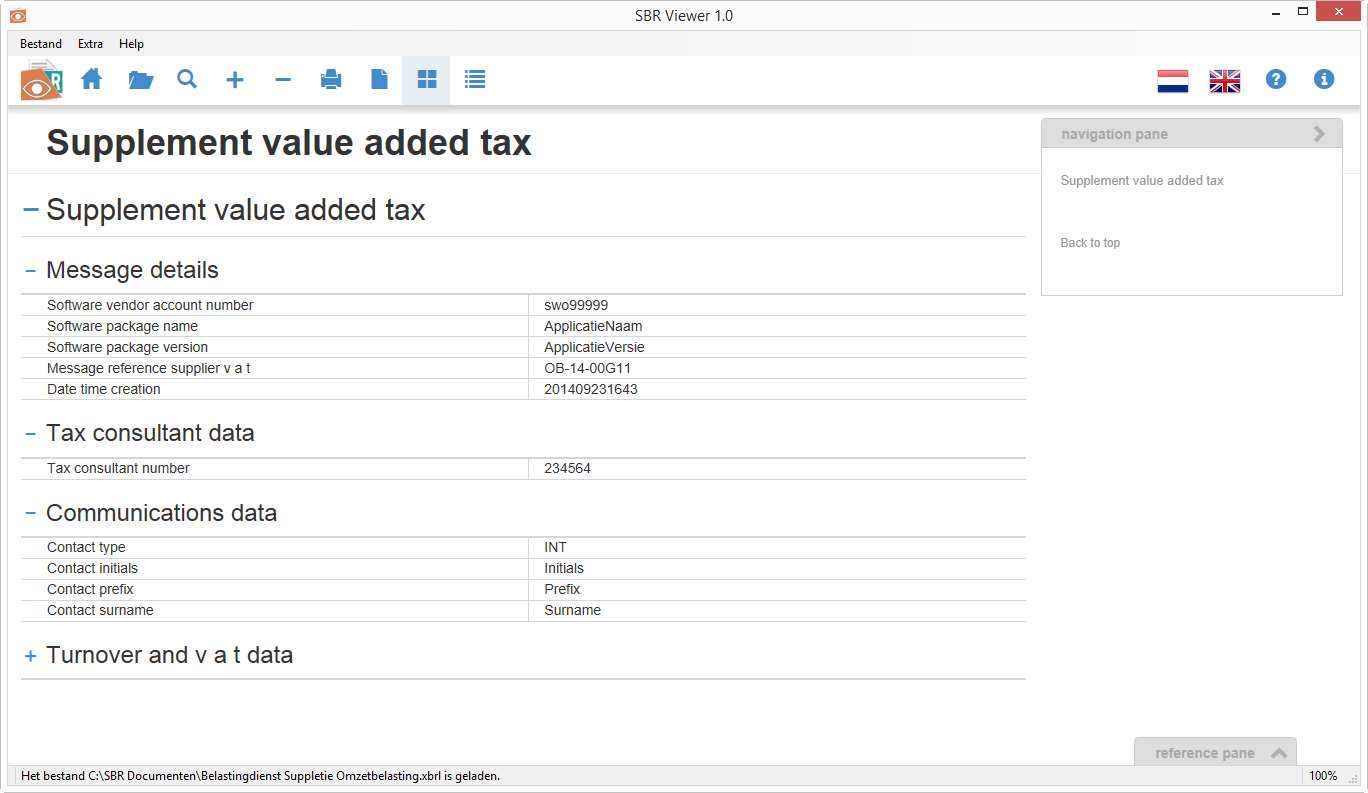 SBR Viewer 1.0
Bestand Extra Help
R
Supplement value added tax
navigation pane
Supplement value added tax
Back to top
Supplement value added tax
Message details
Software vendor account number swo99999
Software package name ApplicatieNaam
Software package version ApplicatieVersie
Message reference supplier v a t OB-14-00G11
Date time creation 201409231643
Tax consultant data
Tax consultant number 234564
Communications data
Contact type INT
Contact initials Initials
Contact prefix Prefix
Contact surname Surname
Turnover and v a t data
reference pane
Het bestand C:\SBR Documenten\Belastingdienst Suppletie Omzetbelasting.xbrl is geladen. 100%